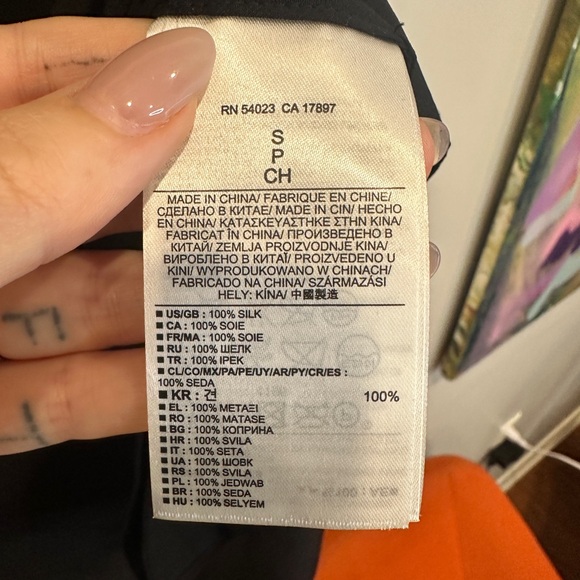 RN 54023 CA 17897
S
P
CH
MADE IN CHINA/ FABRIQUE EN CHINE/
СДЕЛАНО В КИТАЕ/ MADE IN CIN/ HECHO
EN CHINA/ ΚΑΤΑΣΚΕΥΑΣΤΗΚΕ ΣΤΗΝ ΚΙΝΑ/
FABRICAT ÎN CHINA/ ПРОИЗВЕДЕНО В
КИТАЙ/ ZEMLJA PROIZVODNJE KINA/
ВИРОБЛЕНО В КИТАЇ/ PROIZVEDENO U
KINI/ WYPRODUKOWANO W CHINACH/
FABRICADO NA CHINA/ SZÁRMAZÁSI
HELY: KÍNA/ 中國製造
■ US/GB : 100% SILK
■ CA : 100% SOIE
■ FR/MA : 100% SOIE
■ RU : 100% ШЕЛК
■ TR : 100% IPEK
■ CL/CO/MX/PA/PE/UY/AR/PY/CR/ES :
100% SEDA
■ KR : 견 100%
■ EL : 100% ΜΕΤΑΞΙ
■ RO : 100% MATASE
■ BG : 100% КОПРИНА
■ HR : 100% SVILA
■ IT : 100% SETA
■ UA : 100% ШОВК
■ RS : 100% SVILA
■ PL : 100% JEDWAB
■ BR : 100% SEDA
■ HU : 100% SELYEM